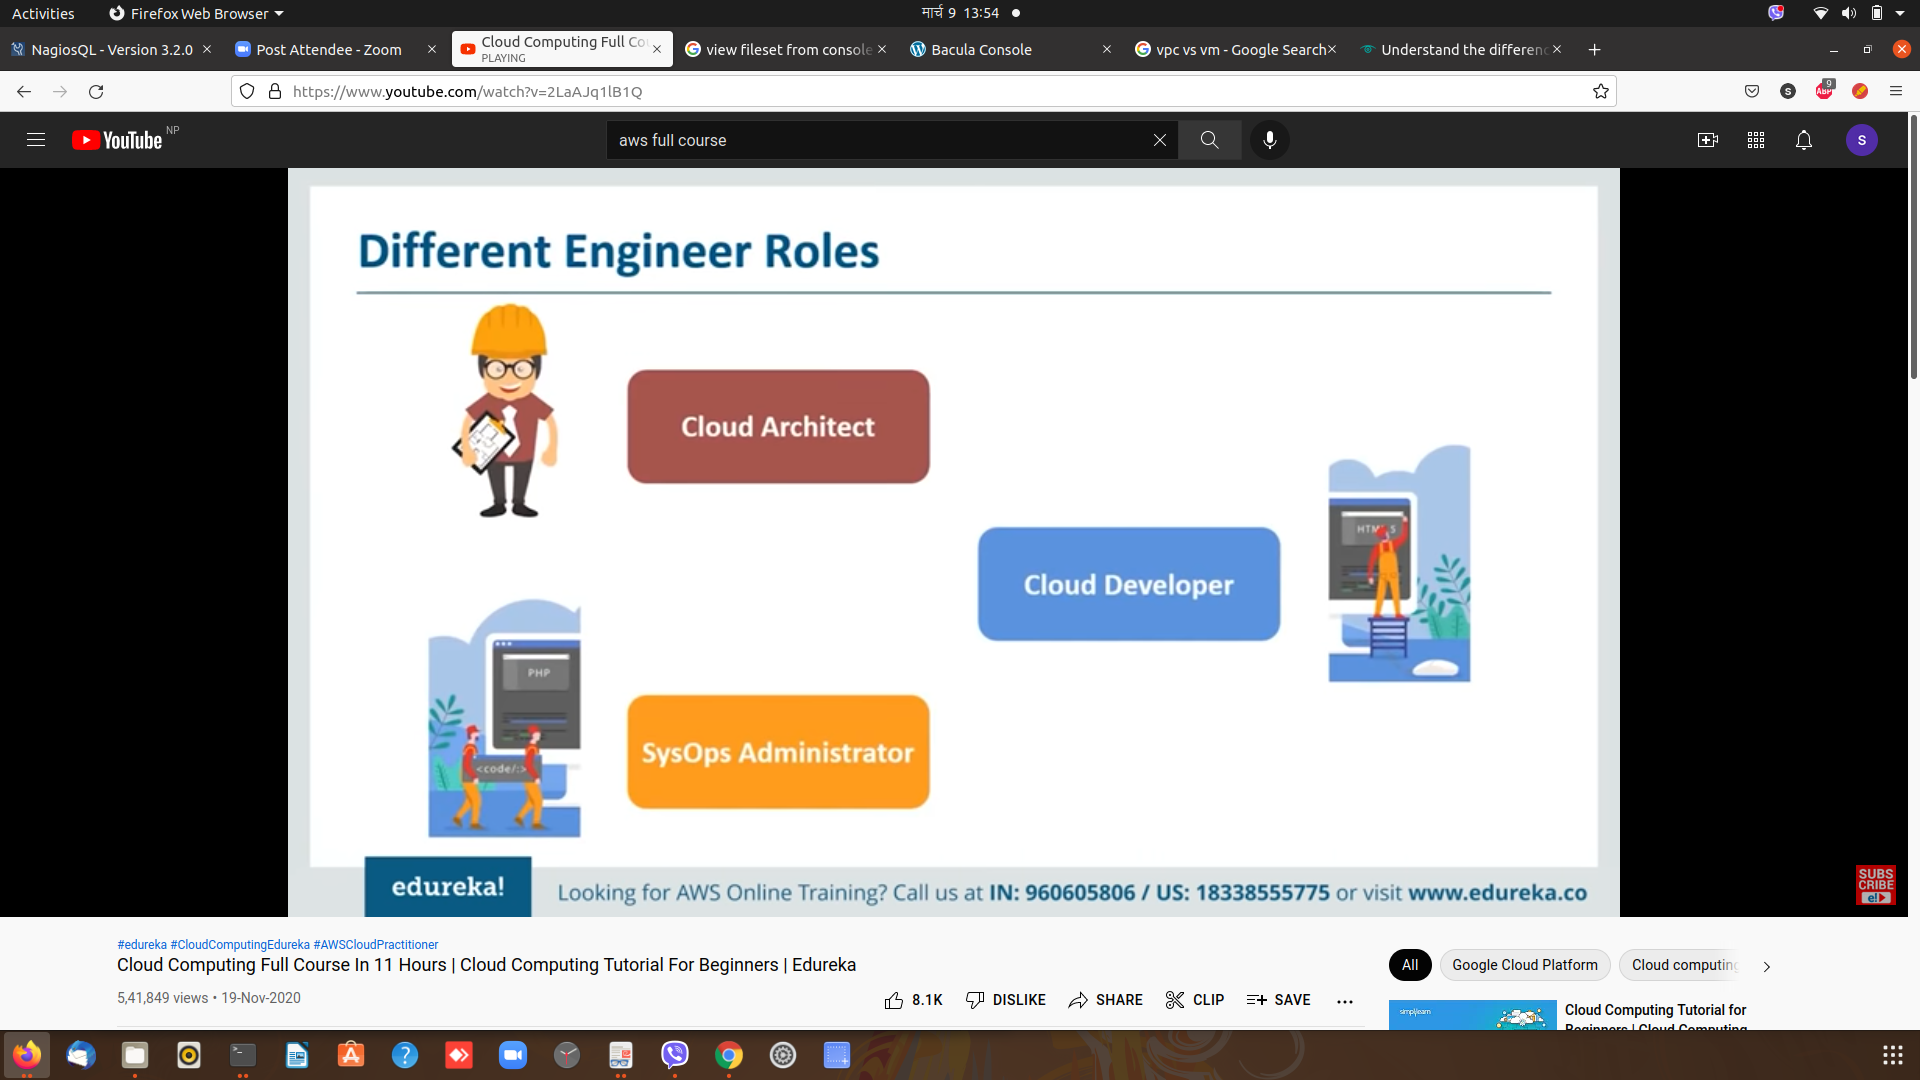 Activities Firefox Web Browser मार्च 9 13:54
NagiosQL - Version 3.2.0 Post Attendee - Zoom Cloud Computing Full Co view fileset from console Bacula Console vpc vs vm - Google Search Understand the differenc
PLAYING
https://www.youtube.com/watch?v=2LaAJq1lB1Q S ABP 9
YouTube NP aws full course S
Different Engineer Roles
Cloud Architect
HTML5
Cloud Developer
PHP
SysOps Administrator
<code/:>
edureka! Looking for AWS Online Training? Call us at IN: 960605806 / US: 18338555775 or visit www.edureka.co
SUBS
CRIBE
e!
#edureka #CloudComputingEdureka #AWSCloudPractitioner
Cloud Computing Full Course In 11 Hours | Cloud Computing Tutorial For Beginners | Edureka
All Google Cloud Platform Cloud computing
5,41,849 views • 19-Nov-2020 8.1K DISLIKE SHARE CLIP SAVE
simplilearn Cloud Computing Tutorial for
Beginners | Cloud Computing